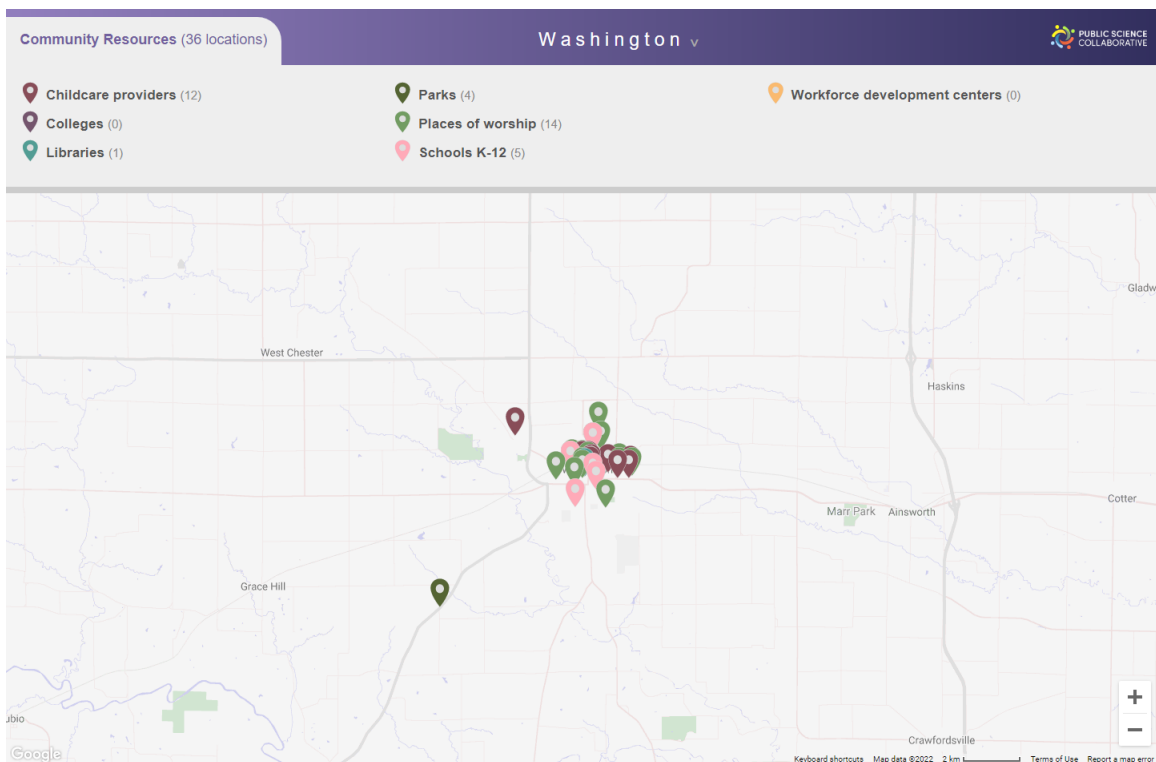 Community Resources (36 locations)
Washington v
PUBLIC SCIENCE
COLLABORATIVE
Childcare providers (12)
Parks (4)
Workforce development centers (0)
Colleges (0)
Places of worship (14)
Libraries (1)
Schools K-12 (5)
Gladw
West Chester
Haskins
Cotter
Marr Park
Ainsworth
Grace Hill
ubio
Crawfordsville
Google
Keyboard shortcuts
Map data ©2022
2 km
Terms of Use
Report a map error